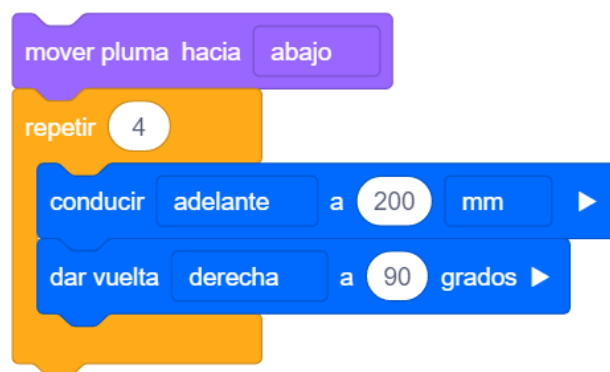 mover pluma hacia abajo
repetir 4
conducir adelante a 200 mm
dar vuelta derecha a 90 grados